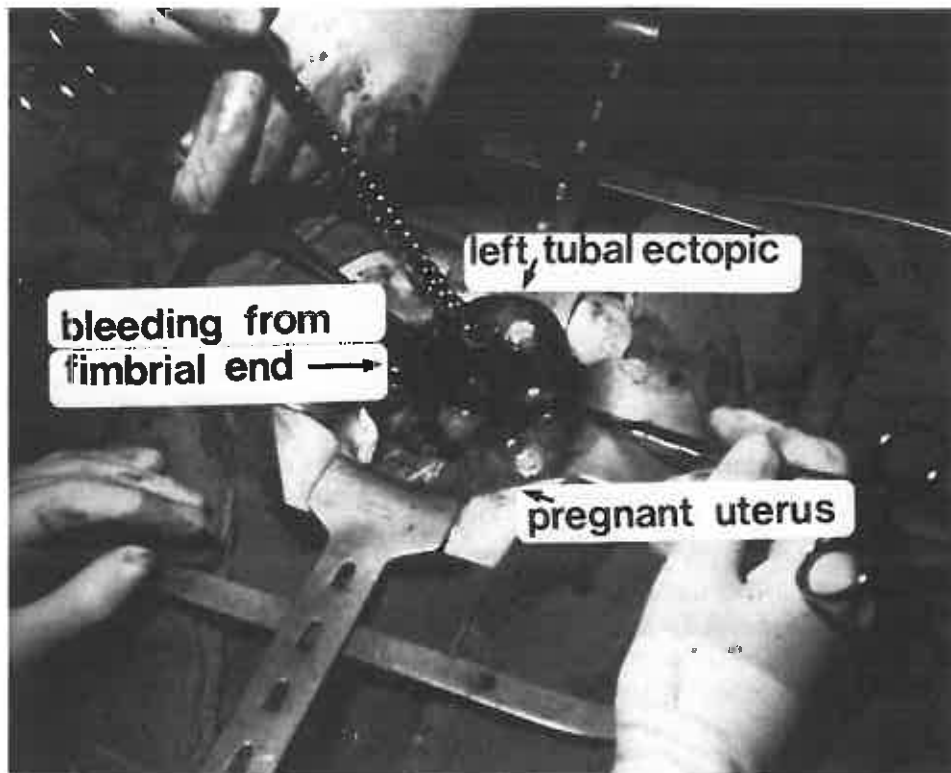 left tubal ectopic
bleeding from
fimbrial end
pregnant uterus